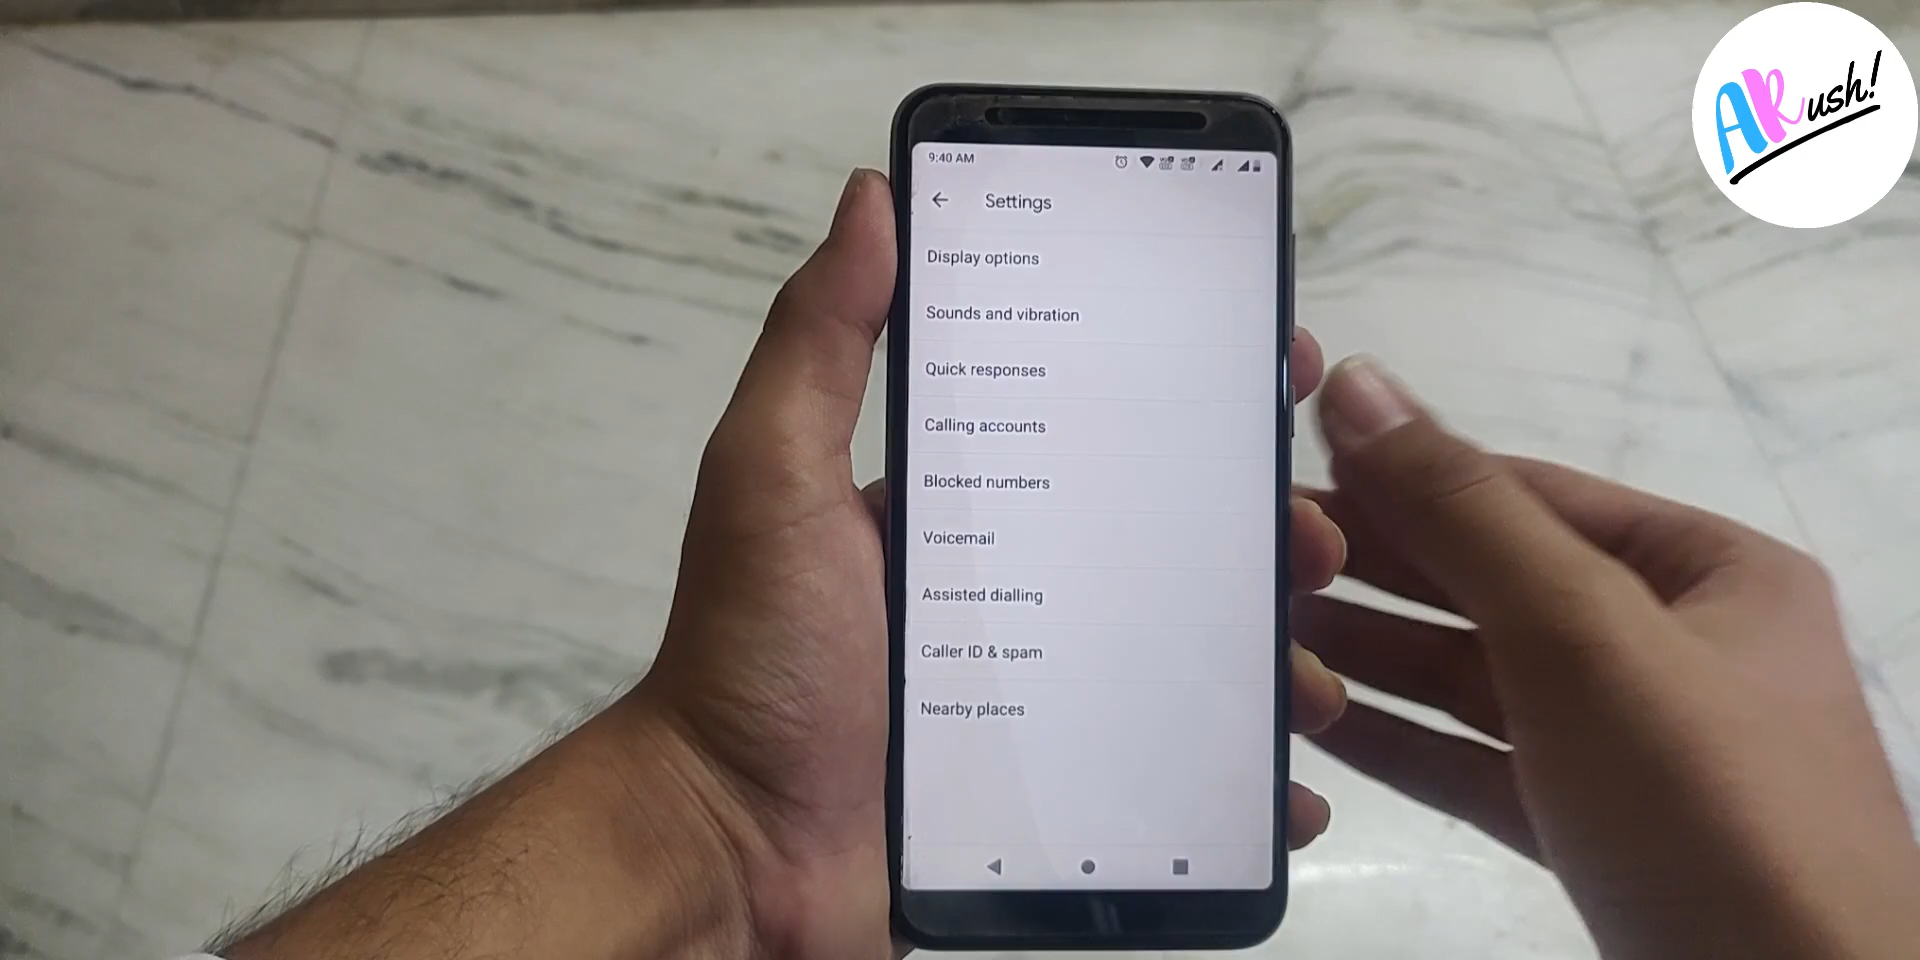 ARush!
9:40 AM
Settings
Display options
Sounds and vibration
Quick responses
Calling accounts
Blocked numbers
Voicemail
Assisted dialling
Caller ID & spam
Nearby places